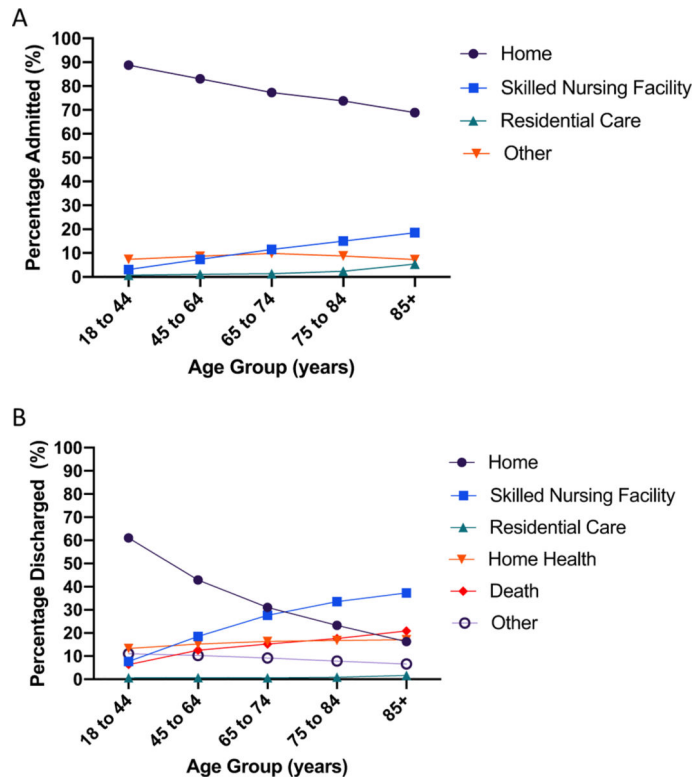 A
Percentage Admitted (%)
100
90
80
70
60
50
40
30
20
10
0
18 to 44
45 to 64
65 to 74
75 to 84
85+
Age Group (years)
Home
Skilled Nursing Facility
Residential Care
Other
B
Percentage Discharged (%)
100
90
80
70
60
50
40
30
20
10
0
18 to 44
45 to 64
65 to 74
75 to 84
85+
Age Group (years)
Home
Skilled Nursing Facility
Residential Care
Home Health
Death
Other